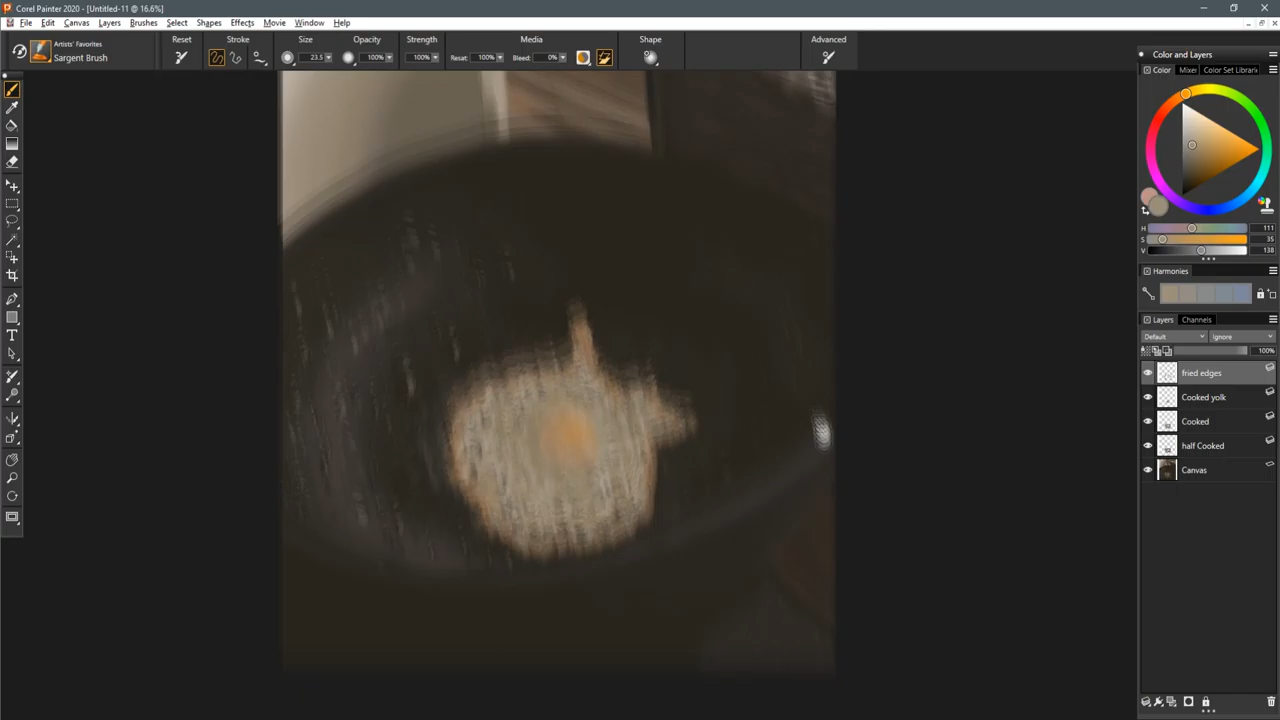 Corel Painter 2020 - [Untitled-11 @ 16.6%]
File Edit Canvas Layers Brushes Select Shapes Effects Movie Window Help
Artists' Favorites
Sargent Brush
Reset Stroke Size Opacity Strength Media Shape Advanced
23.5 100% 100% Reset: 100% Bleed: 0%
Color and Layers
Color Mixer Color Set Librari
H 111
S 35
V 138
Harmonies
Layers Channels
Default Ignore
100%
fried edges
Cooked yolk
Cooked
half Cooked
Canvas